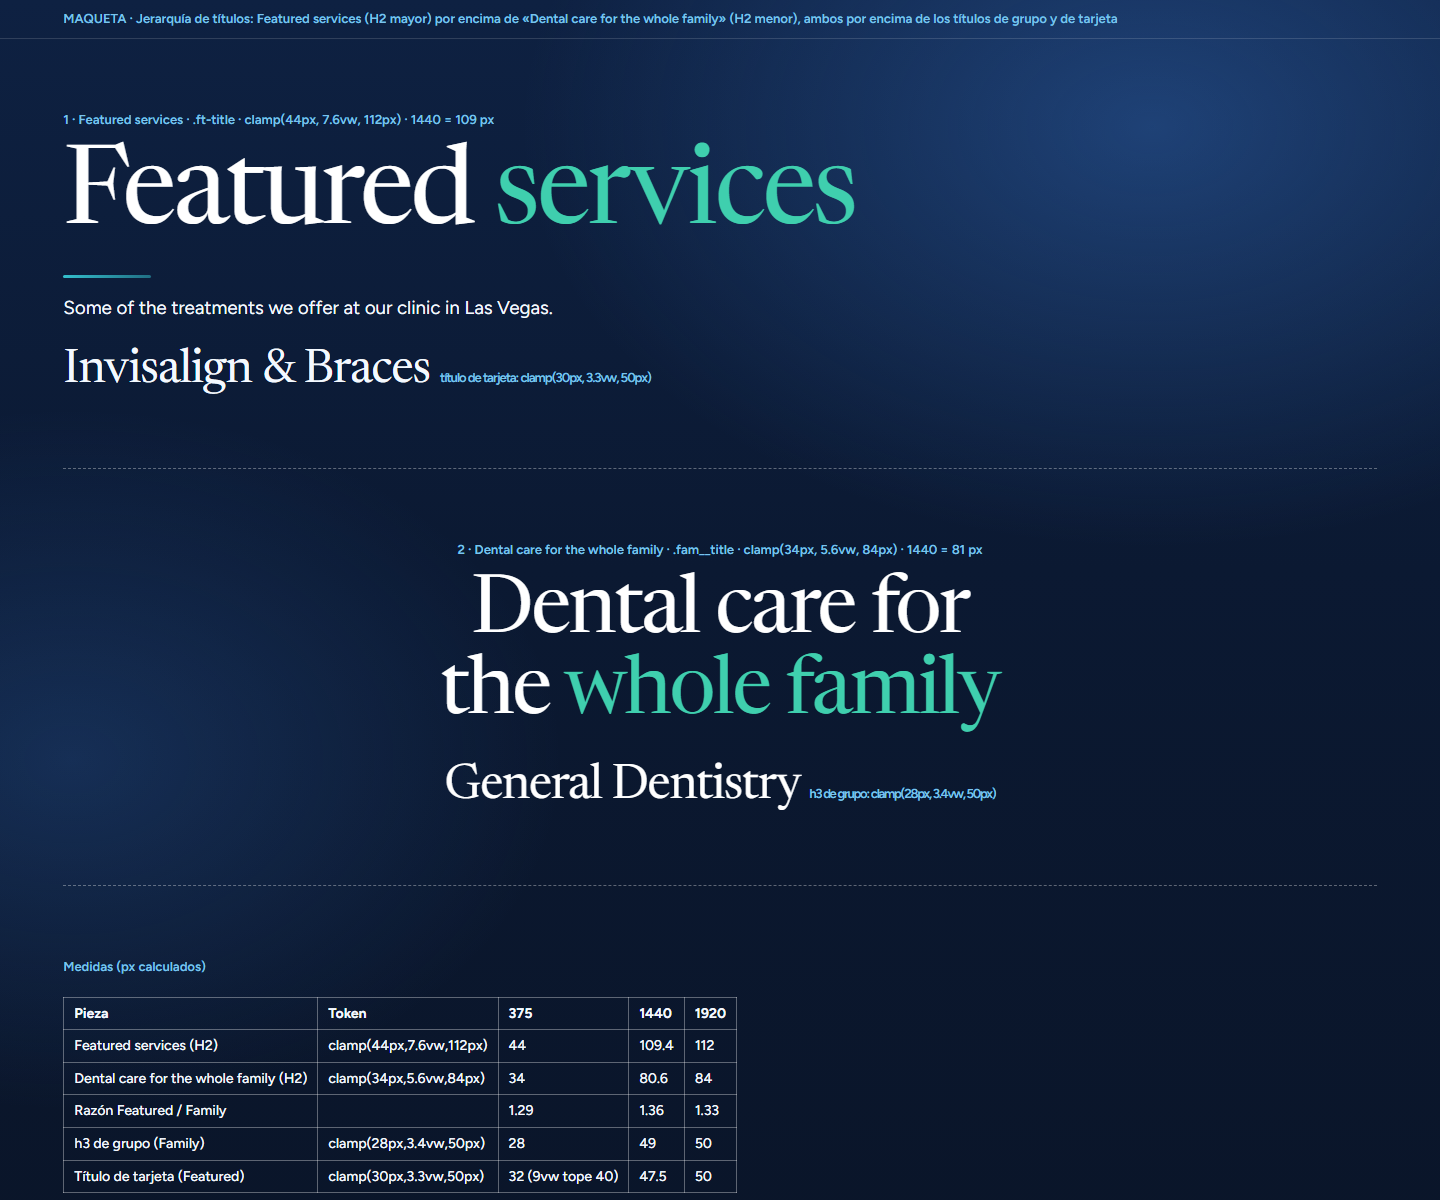 MAQUETA · Jerarquía de títulos: Featured services (H2 mayor) por encima de «Dental care for the whole family» (H2 menor), ambos por encima de los títulos de grupo y de tarjeta
1 · Featured services · .ft-title · clamp(44px, 7.6vw, 112px) · 1440 = 109 px
Featured services
Some of the treatments we offer at our clinic in Las Vegas.
Invisalign & Braces título de tarjeta: clamp(30px, 3.3vw, 50px)
2 · Dental care for the whole family · .fam__title · clamp(34px, 5.6vw, 84px) · 1440 = 81 px
Dental care for
the whole family
General Dentistry h3 de grupo: clamp(28px, 3.4vw, 50px)
Medidas (px calculados)
Pieza Token 375 1440 1920
Featured services (H2) clamp(44px,7.6vw,112px) 44 109.4 112
Dental care for the whole family (H2) clamp(34px,5.6vw,84px) 34 80.6 84
Razón Featured / Family 1.29 1.36 1.33
h3 de grupo (Family) clamp(28px,3.4vw,50px) 28 49 50
Título de tarjeta (Featured) clamp(30px,3.3vw,50px) 32 (9vw tope 40) 47.5 50